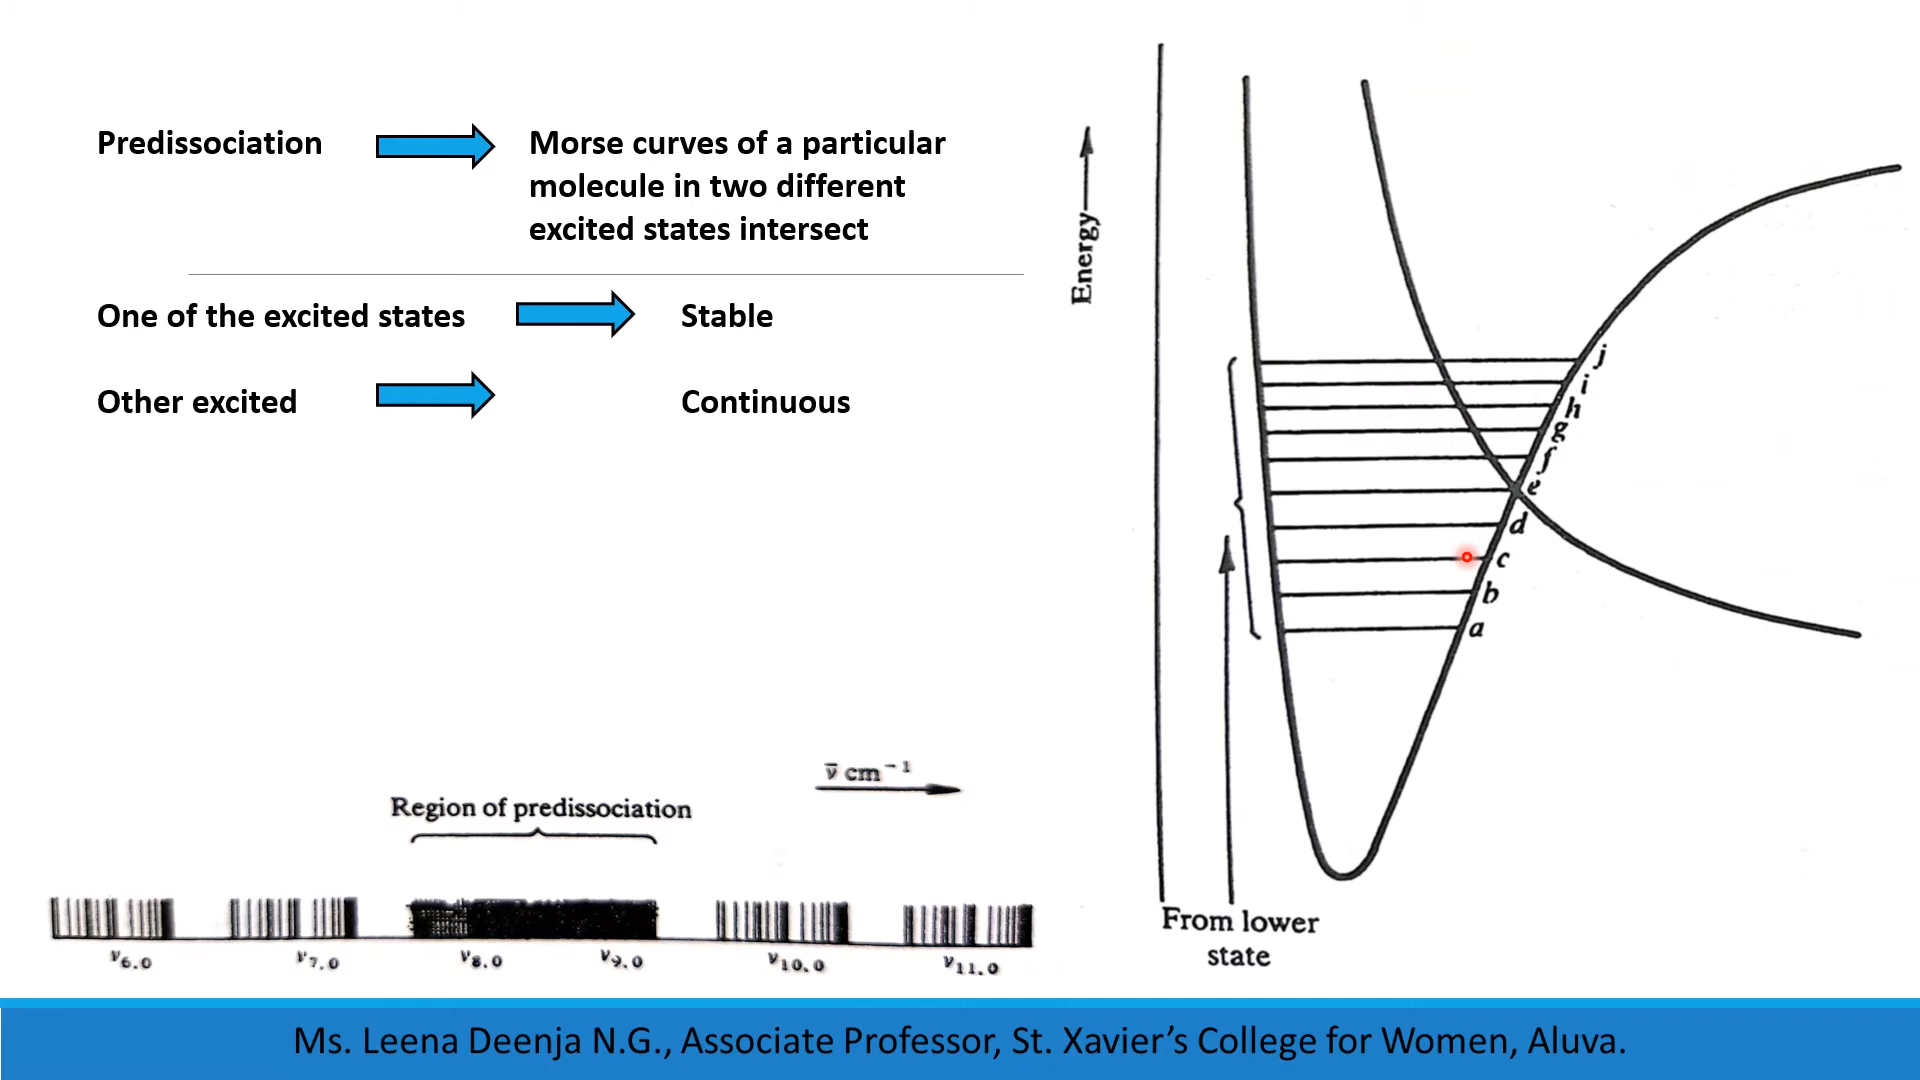 Predissociation
Morse curves of a particular
molecule in two different
excited states intersect
One of the excited states
Stable
Other excited
Continuous
Energy
j
i
h
g
f
e
d
c
b
a
From lower
state
ν̄ cm⁻¹
Region of predissociation
ν6.0
ν7.0
ν8.0
ν9.0
ν10.0
ν11.0
Ms. Leena Deenja N.G., Associate Professor, St. Xavier’s College for Women, Aluva.